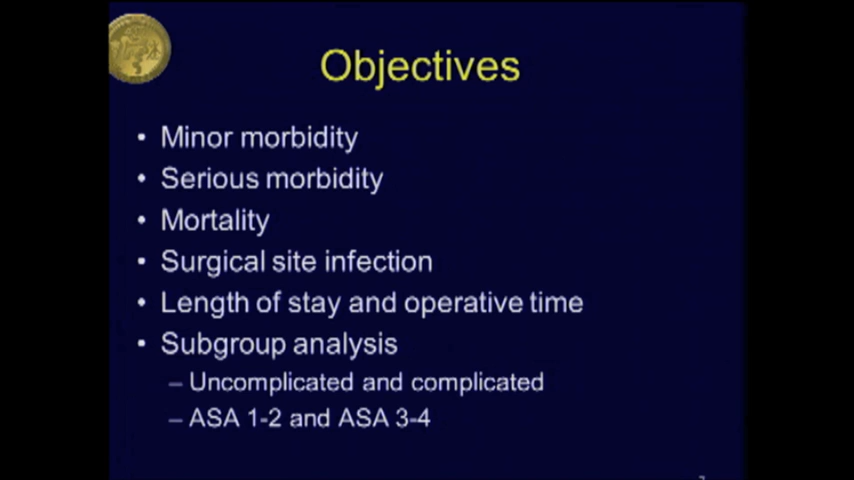 Objectives
• Minor morbidity
• Serious morbidity
• Mortality
• Surgical site infection
• Length of stay and operative time
• Subgroup analysis
– Uncomplicated and complicated
– ASA 1-2 and ASA 3-4